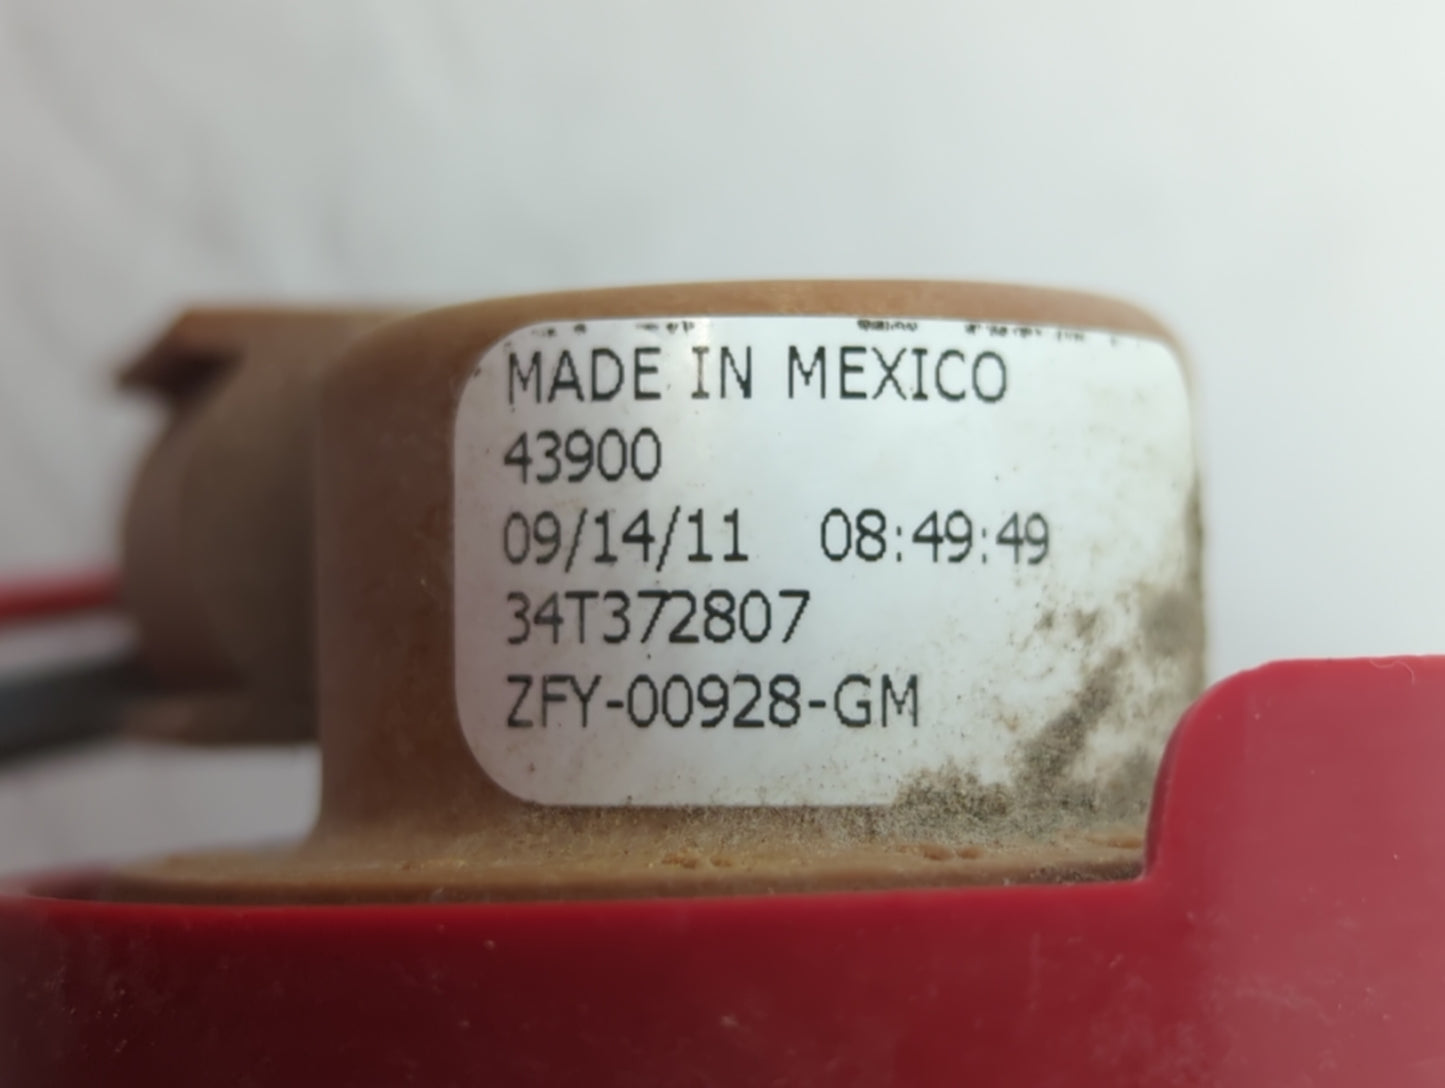 MADE IN MEXICO
43900
09/14/11 08:49:49
34T372807
ZFY-00928-GM